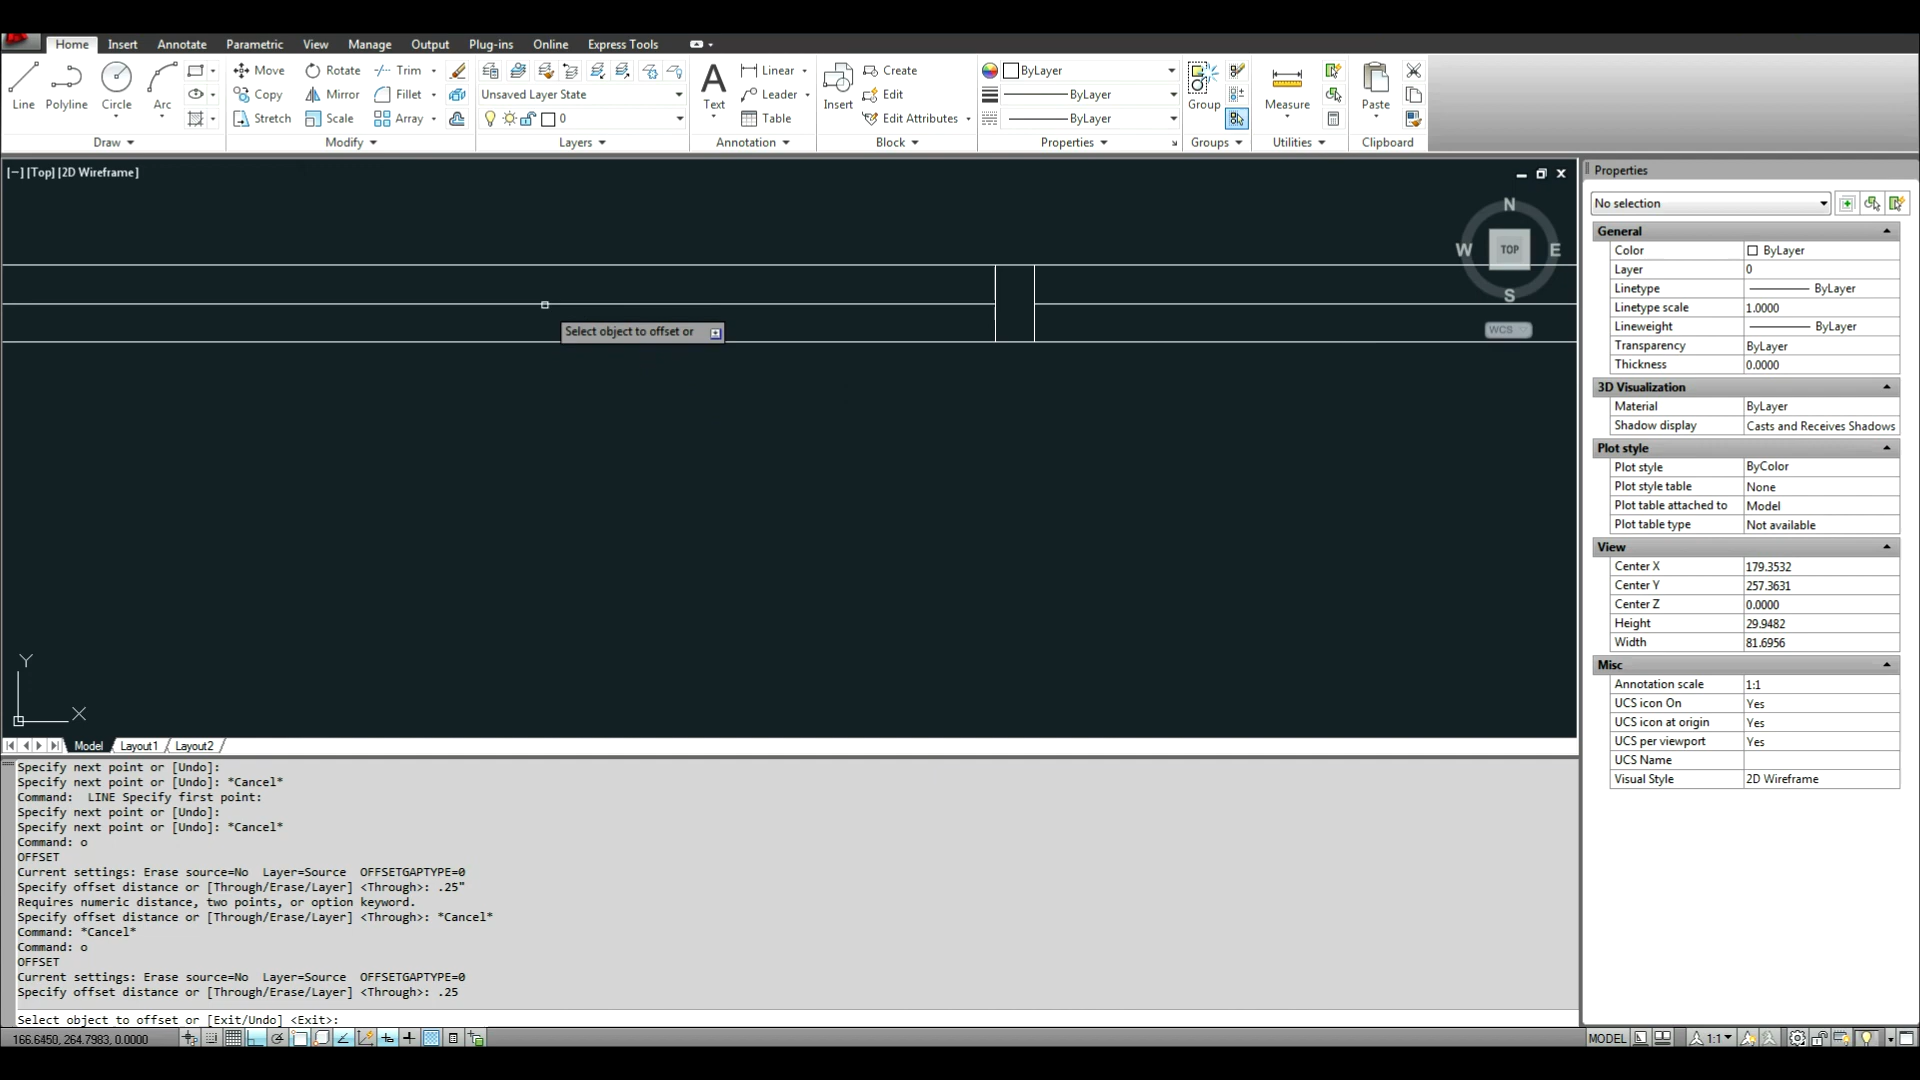 Home Insert Annotate Parametric View Manage Output Plug-ins Online Express Tools
Line Polyline Circle Arc
Move Rotate Trim
Copy Mirror Fillet
Stretch Scale Array
Unsaved Layer State
0
Text
Linear
Leader
Table
Insert
Create
Edit
Edit Attributes
ByLayer
ByLayer
ByLayer
Group
Measure
Paste
Draw Modify Layers Annotation Block Properties Groups Utilities Clipboard
[−] [Top] [2D Wireframe]
N
W TOP E
S
WCS
Select object to offset or
Y
X
Model Layout1 Layout2
Properties
No selection
General
Color ByLayer
Layer 0
Linetype ByLayer
Linetype scale 1.0000
Lineweight ByLayer
Transparency ByLayer
Thickness 0.0000
3D Visualization
Material ByLayer
Shadow display Casts and Receives Shadows
Plot style
Plot style ByColor
Plot style table None
Plot table attached to Model
Plot table type Not available
View
Center X 179.3532
Center Y 257.3631
Center Z 0.0000
Height 29.9482
Width 81.6956
Misc
Annotation scale 1:1
UCS icon On Yes
UCS icon at origin Yes
UCS per viewport Yes
UCS Name
Visual Style 2D Wireframe
Specify next point or [Undo]:
Specify next point or [Undo]: *Cancel*
Command:  LINE Specify first point:
Specify next point or [Undo]:
Specify next point or [Undo]: *Cancel*
Command: o
OFFSET
Current settings: Erase source=No  Layer=Source  OFFSETGAPTYPE=0
Specify offset distance or [Through/Erase/Layer] <Through>: .25"
Requires numeric distance, two points, or option keyword.
Specify offset distance or [Through/Erase/Layer] <Through>: *Cancel*
Command: *Cancel*
Command: o
OFFSET
Current settings: Erase source=No  Layer=Source  OFFSETGAPTYPE=0
Specify offset distance or [Through/Erase/Layer] <Through>: .25
Select object to offset or [Exit/Undo] <Exit>:
166.6450, 264.7983, 0.0000
MODEL 1:1